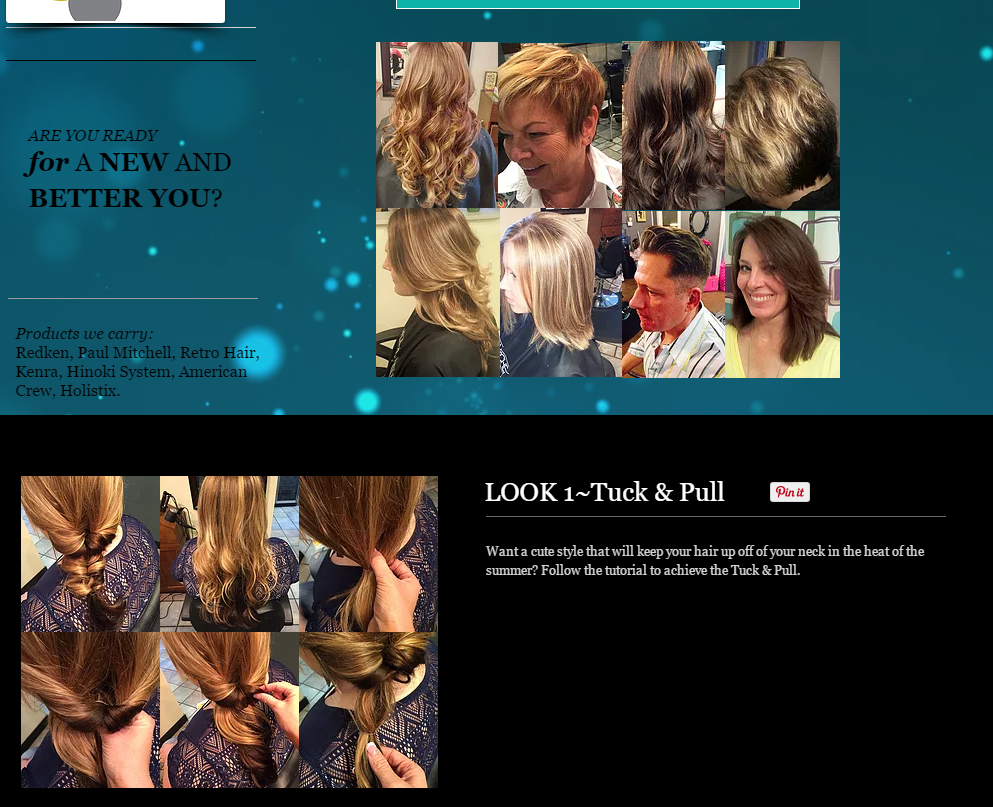 ARE YOU READY
for A NEW AND
BETTER YOU?
Products we carry:
Redken, Paul Mitchell, Retro Hair,
Kenra, Hinoki System, American
Crew, Holistix.
LOOK 1~Tuck & Pull
Pin it
Want a cute style that will keep your hair up off of your neck in the heat of the
summer? Follow the tutorial to achieve the Tuck & Pull.